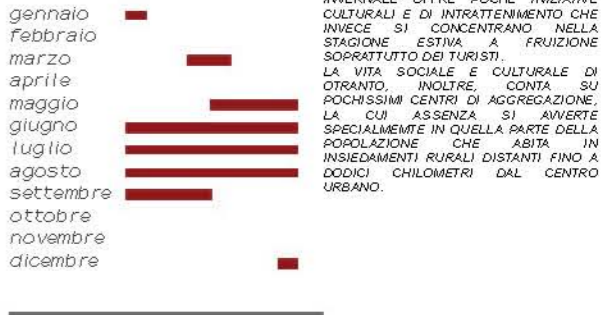 gennaio
febbraio
marzo
aprile
maggio
giugno
luglio
agosto
settembre
ottobre
novembre
dicembre
INVERNALE OFFRE POCHE INIZIATIVE
CULTURALI E DI INTRATTENIMENTO CHE
INVECE SI CONCENTRANO NELLA
STAGIONE ESTIVA A FRUIZIONE
SOPRATTUTTO DEI TURISTI.
LA VITA SOCIALE E CULTURALE DI
OTRANTO, INOLTRE, CONTA SU
POCHISSIMI CENTRI DI AGGREGAZIONE,
LA CUI ASSENZA SI AVVERTE
SPECIALMEMTE IN QUELLA PARTE DELLA
POPOLAZIONE CHE ABITA IN
INSIEDAMENTI RURALI DISTANTI FINO A
DODICI CHILOMETRI DAL CENTRO
URBANO.